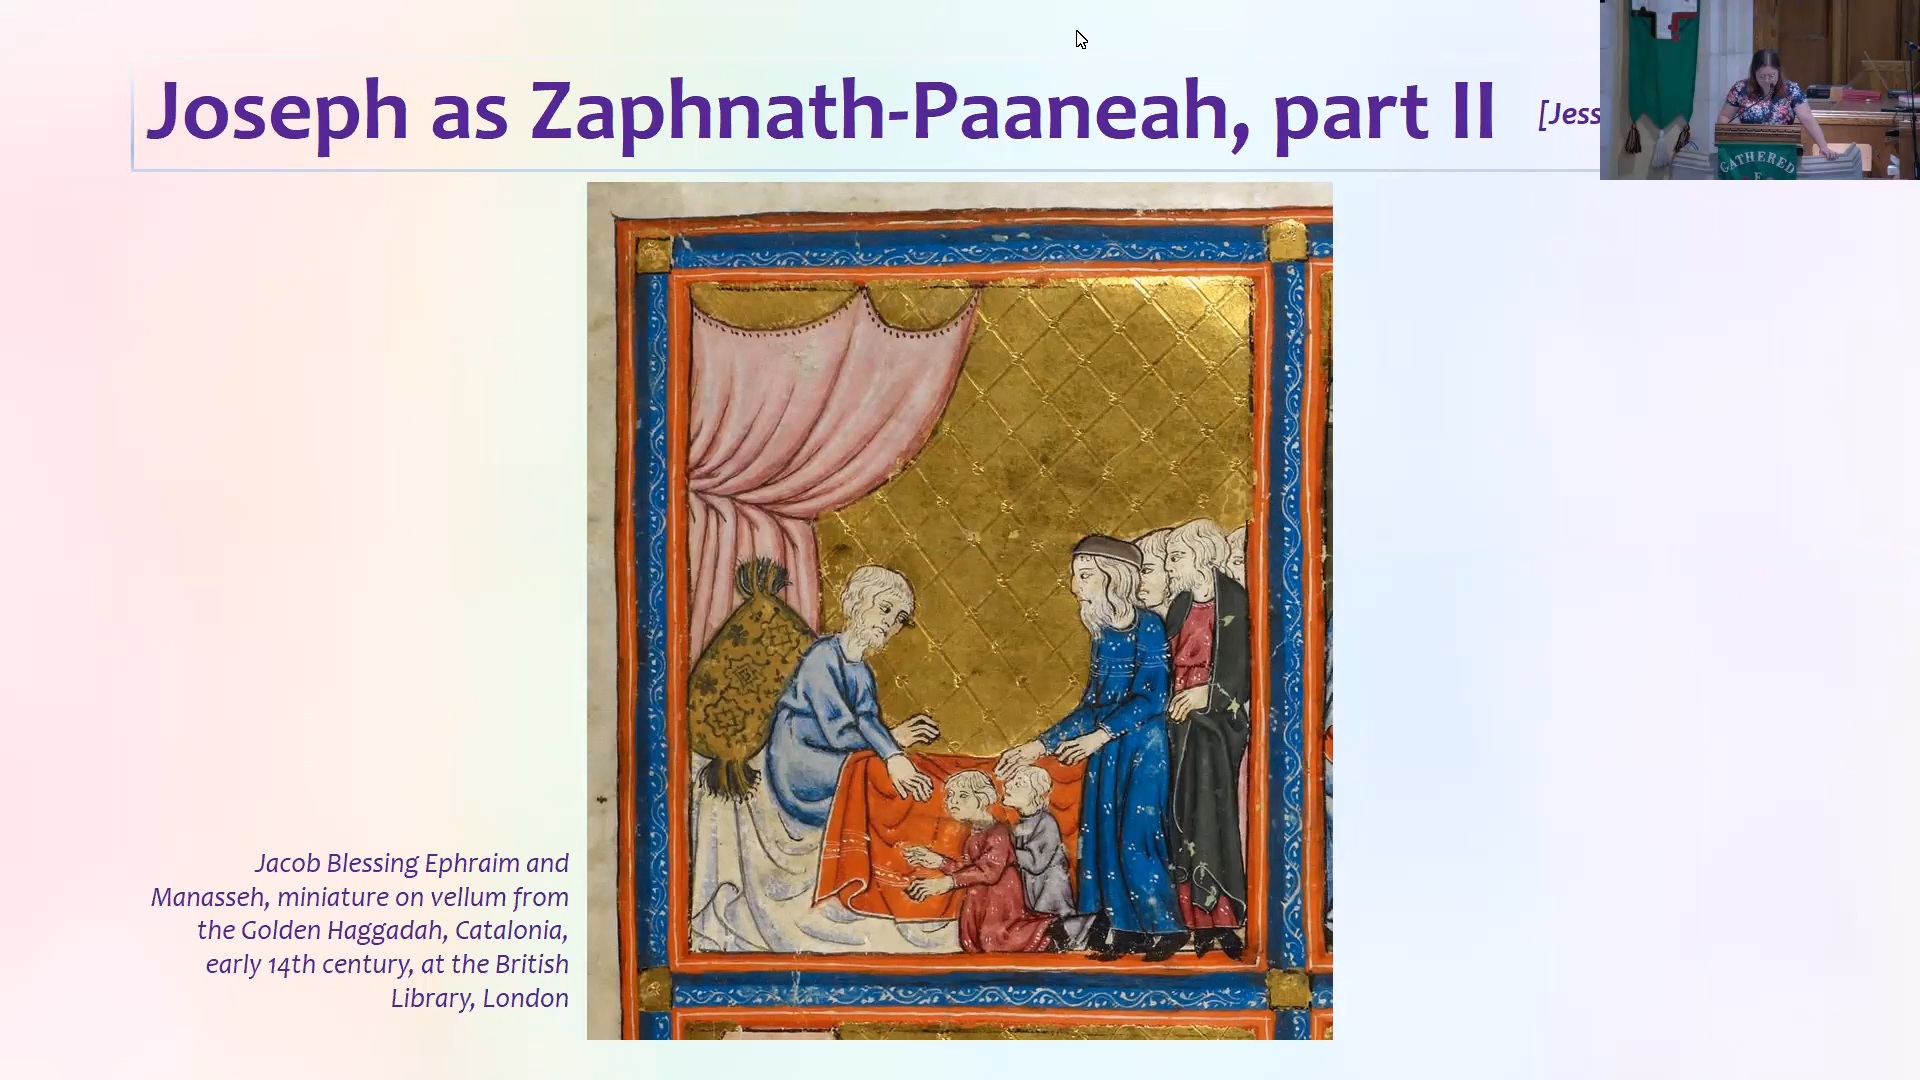 Joseph as Zaphnath-Paaneah, part II
[Jess
GATHERED
Jacob Blessing Ephraim and
Manasseh, miniature on vellum from
the Golden Haggadah, Catalonia,
early 14th century, at the British
Library, London